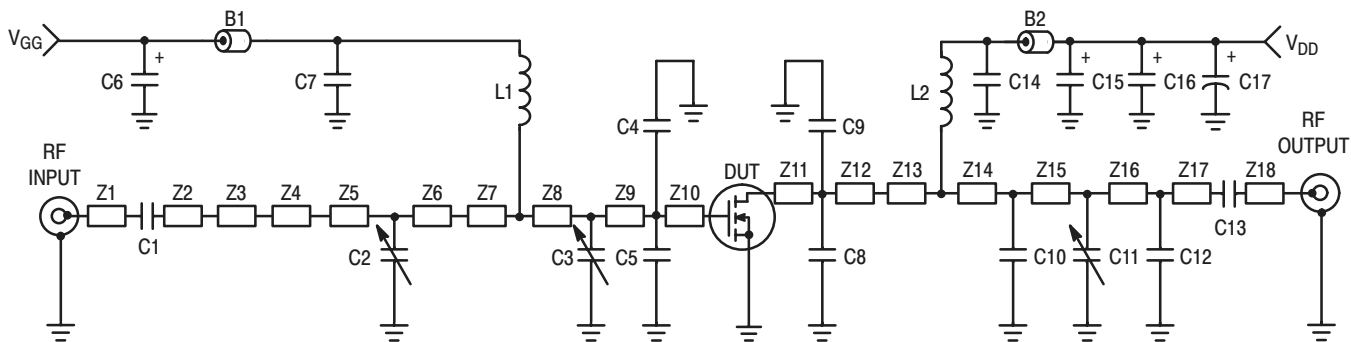 B1
B2
V_GG
+
+
+
+
V_DD
C6
C7
L1
C4
C9
L2
C14
C15
C16
C17
RF
INPUT
RF
OUTPUT
DUT
Z1
Z2
Z3
Z4
Z5
Z6
Z7
Z8
Z9
Z10
Z11
Z12
Z13
Z14
Z15
Z16
Z17
Z18
C1
C2
C3
C5
C8
C10
C11
C12
C13